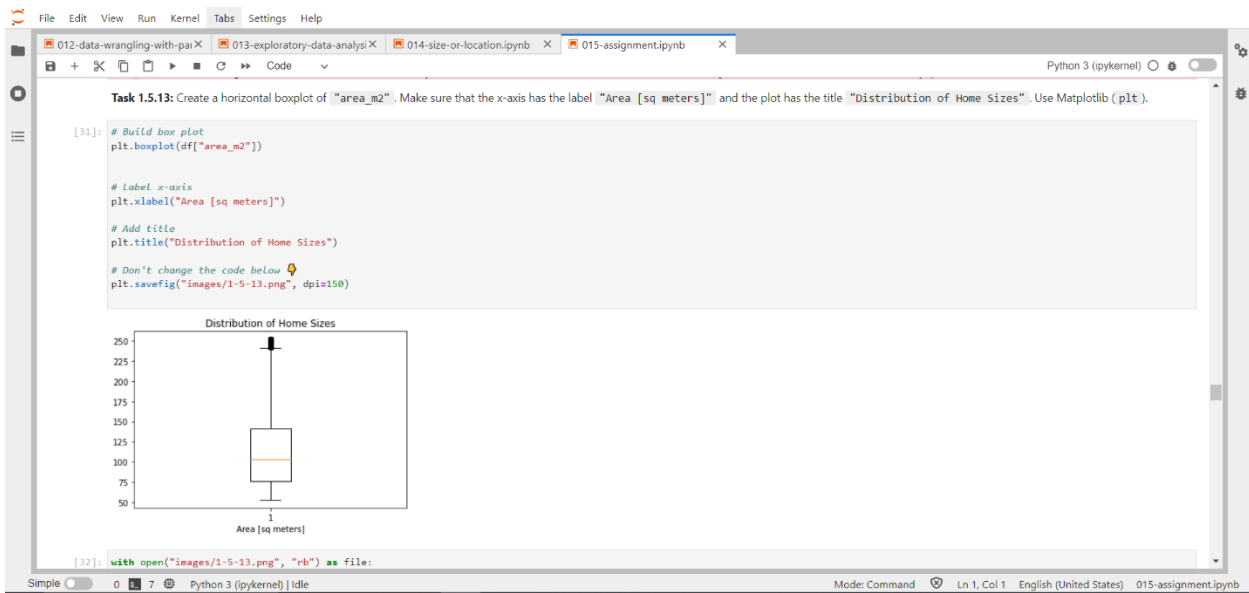 File Edit View Run Kernel Tabs Settings Help
012-data-wrangling-with-pan 013-exploratory-data-analysi 014-size-or-location.ipynb 015-assignment.ipynb
Code Python 3 (ipykernel)
Task 1.5.13: Create a horizontal boxplot of "area_m2". Make sure that the x-axis has the label "Area [sq meters]" and the plot has the title "Distribution of Home Sizes". Use Matplotlib (plt).
[31]: # Build box plot
plt.boxplot(df["area_m2"])
# Label x-axis
plt.xlabel("Area [sq meters]")
# Add title
plt.title("Distribution of Home Sizes")
# Don't change the code below 👇
plt.savefig("images/1-5-13.png", dpi=150)
Distribution of Home Sizes
250
225
200
175
150
125
100
75
50
1
Area [sq meters]
[32]: with open("images/1-5-13.png", "rb") as file:
Simple 0 7 Python 3 (ipykernel) | Idle Mode: Command Ln 1, Col 1 English (United States) 015-assignment.ipynb